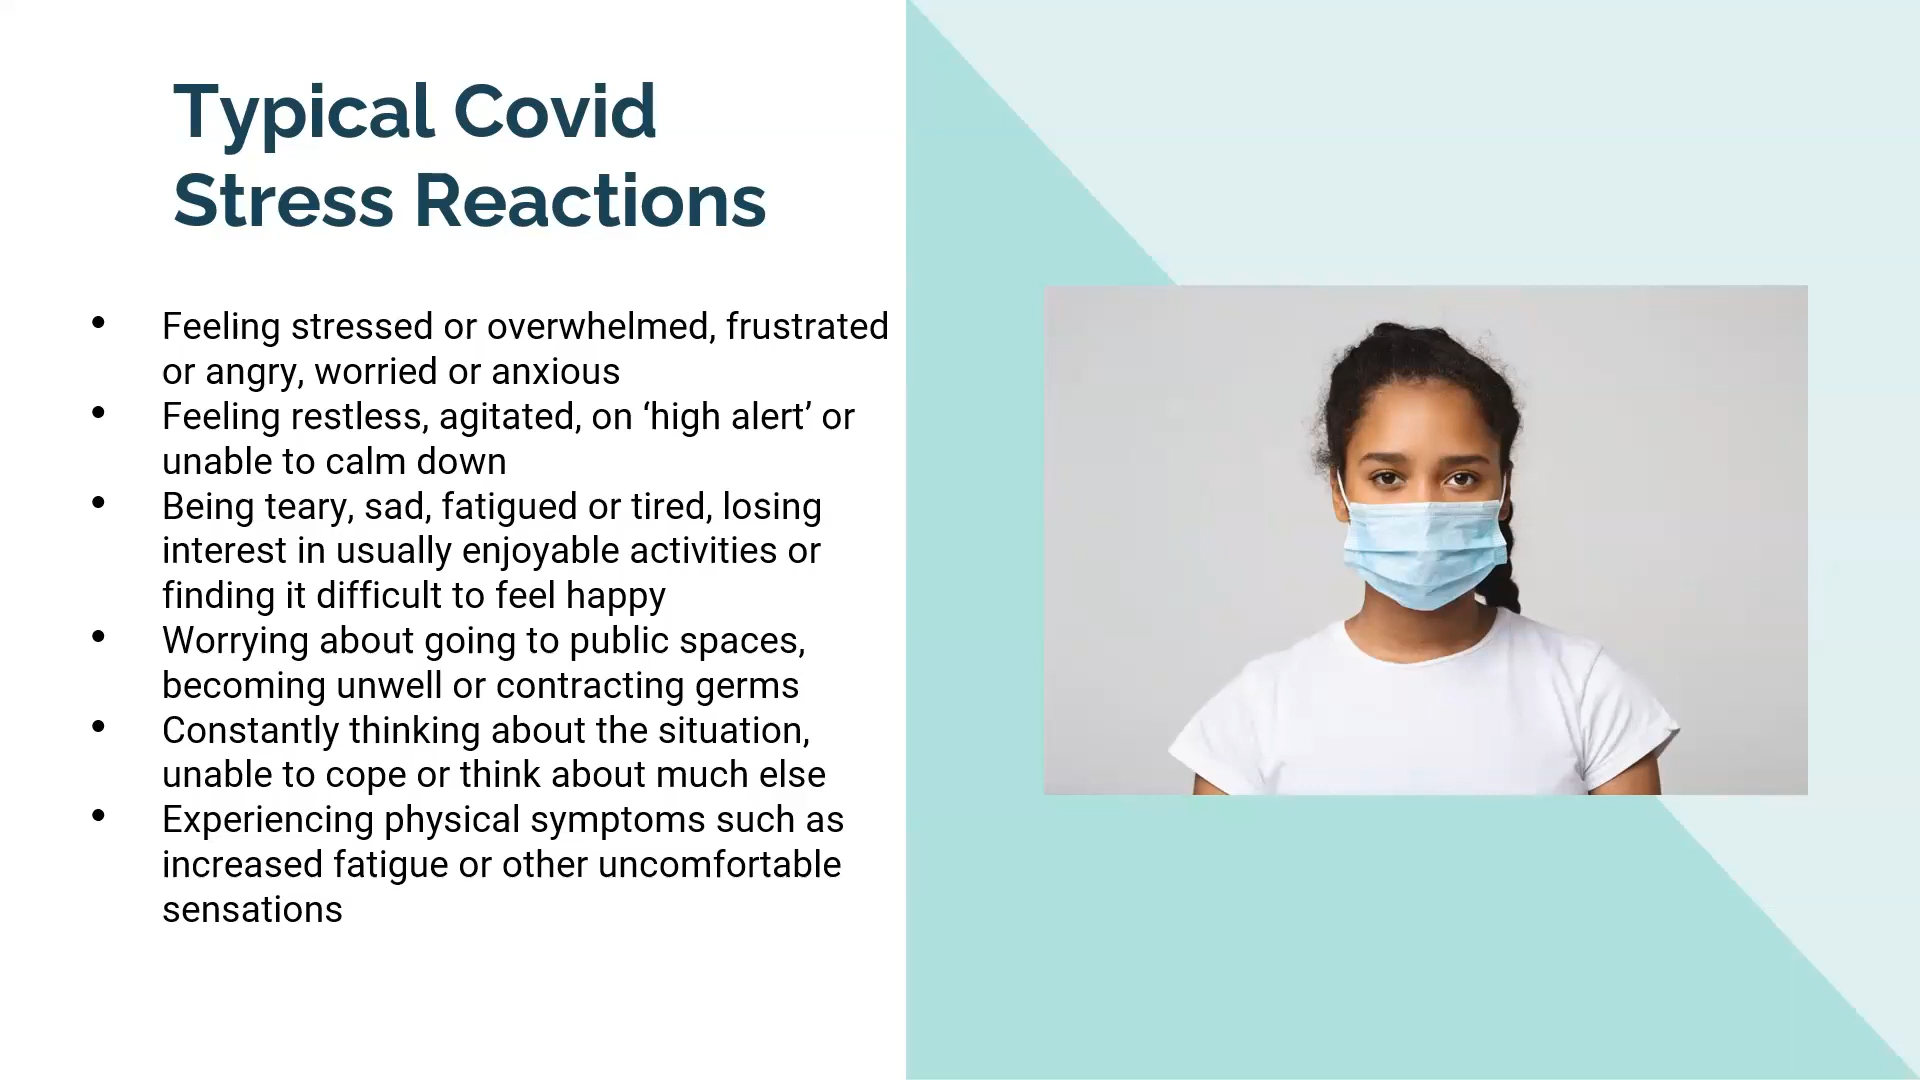 Typical Covid
Stress Reactions
• Feeling stressed or overwhelmed, frustrated
or angry, worried or anxious
• Feeling restless, agitated, on ‘high alert’ or
unable to calm down
• Being teary, sad, fatigued or tired, losing
interest in usually enjoyable activities or
finding it difficult to feel happy
• Worrying about going to public spaces,
becoming unwell or contracting germs
• Constantly thinking about the situation,
unable to cope or think about much else
• Experiencing physical symptoms such as
increased fatigue or other uncomfortable
sensations